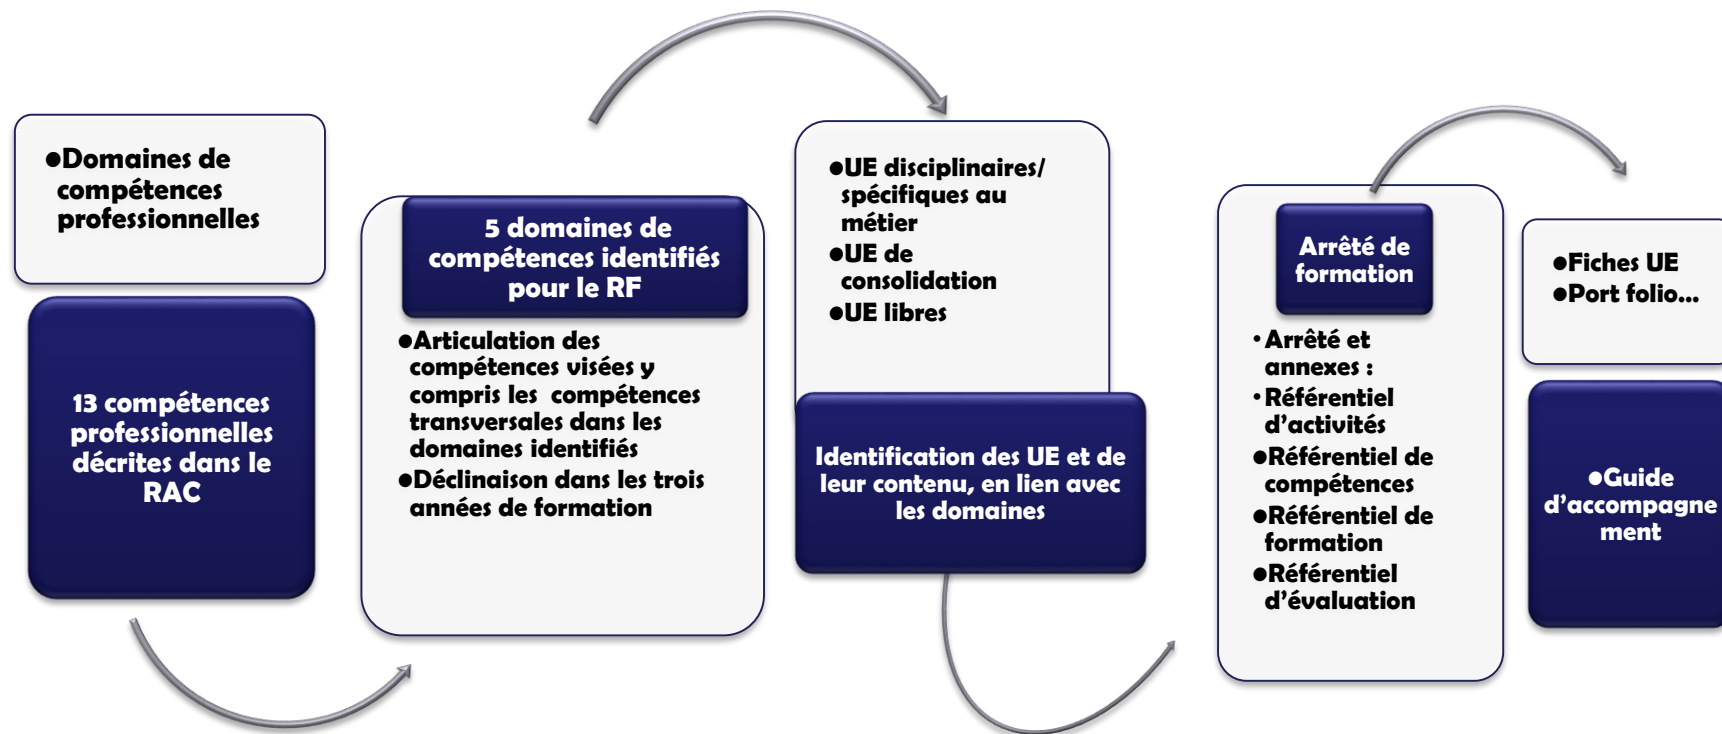 ●Domaines de
compétences
professionnelles
13 compétences
professionnelles
décrites dans le
RAC
5 domaines de
compétences identifiés
pour le RF
●Articulation des
compétences visées y
compris les compétences
transversales dans les
domaines identifiés
●Déclinaison dans les trois
années de formation
●UE disciplinaires/
spécifiques au
métier
●UE de
consolidation
●UE libres
Identification des UE et de
leur contenu, en lien avec
les domaines
Arrêté de
formation
• Arrêté et
annexes :
• Référentiel
d’activités
●Référentiel de
compétences
●Référentiel de
formation
●Référentiel
d’évaluation
●Fiches UE
●Port folio...
●Guide
d’accompagne
ment